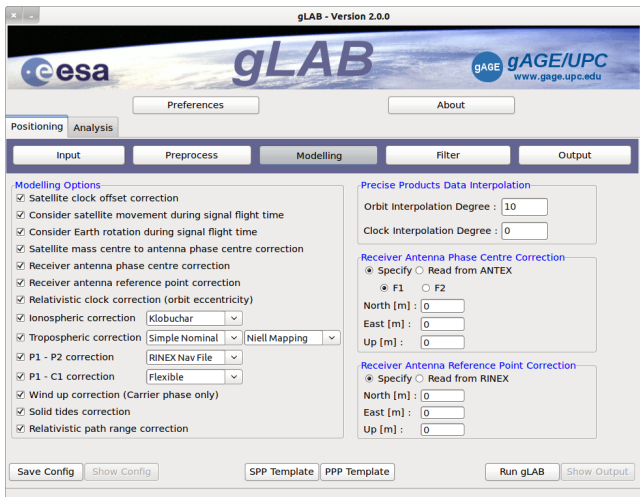 gLAB - Version 2.0.0
esa
gLAB
gAGE
gAGE/UPC
www.gage.upc.edu
Preferences
About
Positioning
Analysis
Input
Preprocess
Modelling
Filter
Output
Modelling Options
Satellite clock offset correction
Consider satellite movement during signal flight time
Consider Earth rotation during signal flight time
Satellite mass centre to antenna phase centre correction
Receiver antenna phase centre correction
Receiver antenna reference point correction
Relativistic clock correction (orbit eccentricity)
Ionospheric correction Klobuchar
Tropospheric correction Simple Nominal Niell Mapping
P1 - P2 correction RINEX Nav File
P1 - C1 correction Flexible
Wind up correction (Carrier phase only)
Solid tides correction
Relativistic path range correction
Precise Products Data Interpolation
Orbit Interpolation Degree : 10
Clock Interpolation Degree : 0
Receiver Antenna Phase Centre Correction
Specify Read from ANTEX
F1 F2
North [m] : 0
East [m] : 0
Up [m] : 0
Receiver Antenna Reference Point Correction
Specify Read from RINEX
North [m] : 0
East [m] : 0
Up [m] : 0
Save Config
Show Config
SPP Template
PPP Template
Run gLAB
Show Output